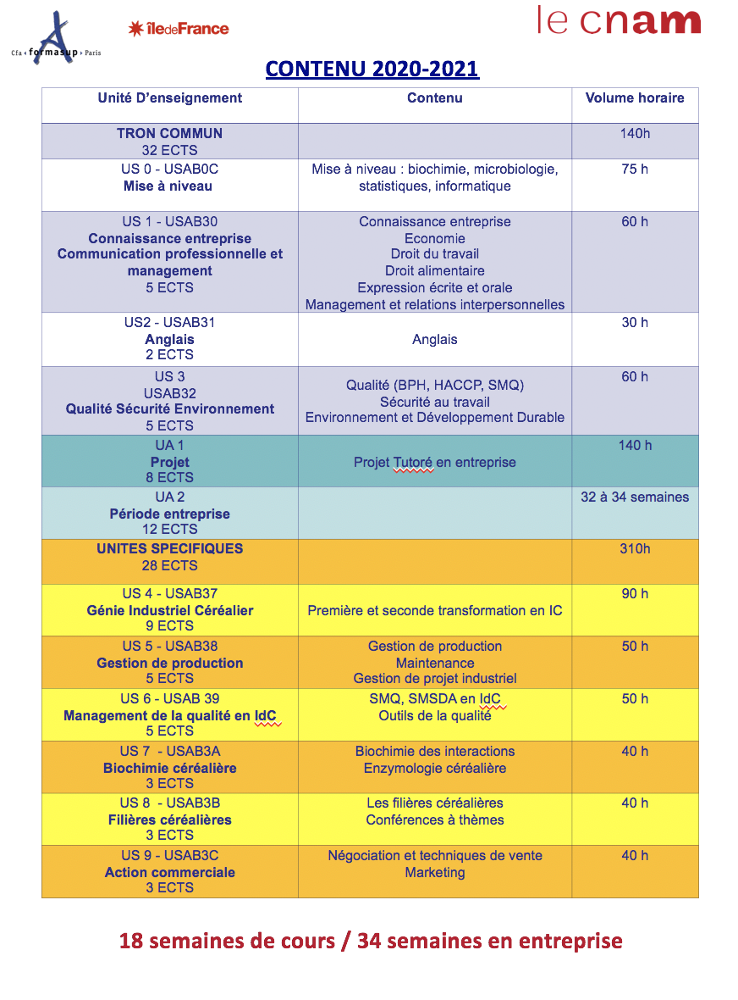 Cfa ◂ formasup ▸ Paris
îledeFrance
le cnam
CONTENU 2020-2021
Unité D’enseignement
Contenu
Volume horaire
TRON COMMUN
32 ECTS
140h
US 0 - USAB0C
Mise à niveau
Mise à niveau : biochimie, microbiologie,
statistiques, informatique
75 h
US 1 - USAB30
Connaissance entreprise
Communication professionnelle et
management
5 ECTS
Connaissance entreprise
Economie
Droit du travail
Droit alimentaire
Expression écrite et orale
Management et relations interpersonnelles
60 h
US2 - USAB31
Anglais
2 ECTS
Anglais
30 h
US 3
USAB32
Qualité Sécurité Environnement
5 ECTS
Qualité (BPH, HACCP, SMQ)
Sécurité au travail
Environnement et Développement Durable
60 h
UA 1
Projet
8 ECTS
Projet Tutoré en entreprise
140 h
UA 2
Période entreprise
12 ECTS
32 à 34 semaines
UNITES SPECIFIQUES
28 ECTS
310h
US 4 - USAB37
Génie Industriel Céréalier
9 ECTS
Première et seconde transformation en IC
90 h
US 5 - USAB38
Gestion de production
5 ECTS
Gestion de production
Maintenance
Gestion de projet industriel
50 h
US 6 - USAB 39
Management de la qualité en IdC
5 ECTS
SMQ, SMSDA en IdC
Outils de la qualité
50 h
US 7 - USAB3A
Biochimie céréalière
3 ECTS
Biochimie des interactions
Enzymologie céréalière
40 h
US 8 - USAB3B
Filières céréalières
3 ECTS
Les filières céréalières
Conférences à thèmes
40 h
US 9 - USAB3C
Action commerciale
3 ECTS
Négociation et techniques de vente
Marketing
40 h
18 semaines de cours / 34 semaines en entreprise